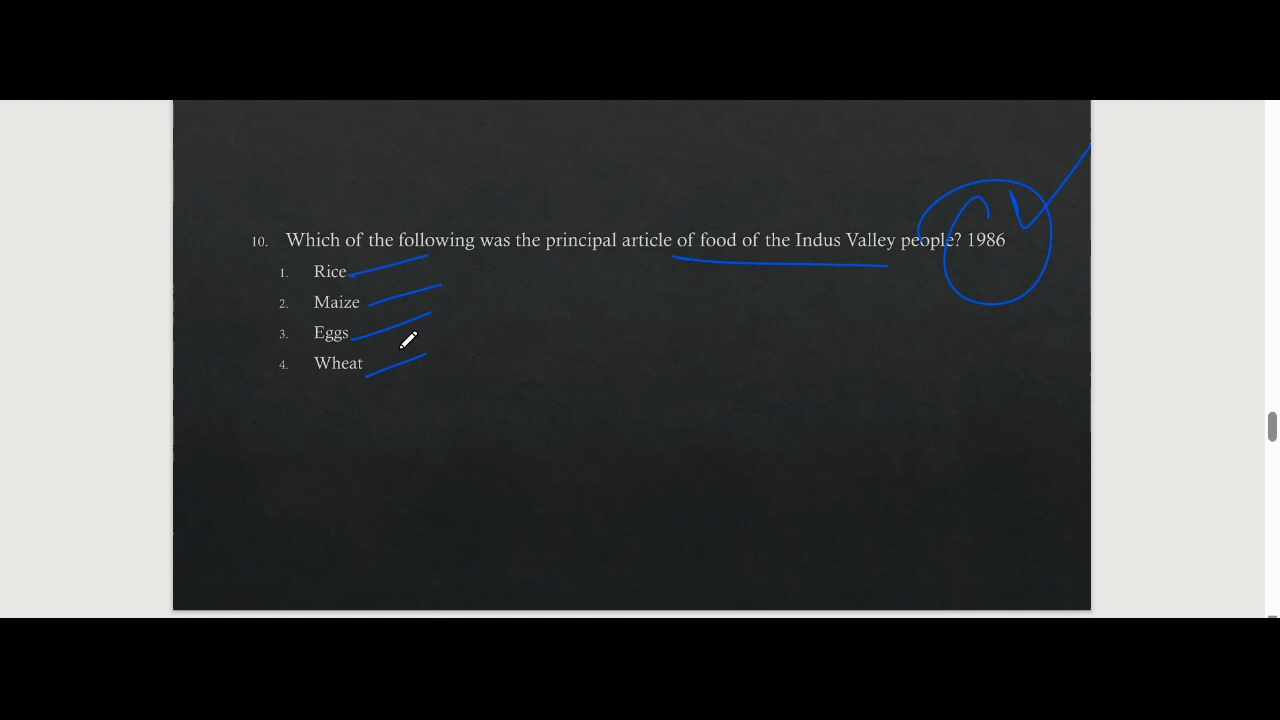 10. Which of the following was the principal article of food of the Indus Valley people? 1986
1. Rice
2. Maize
3. Eggs
4. Wheat